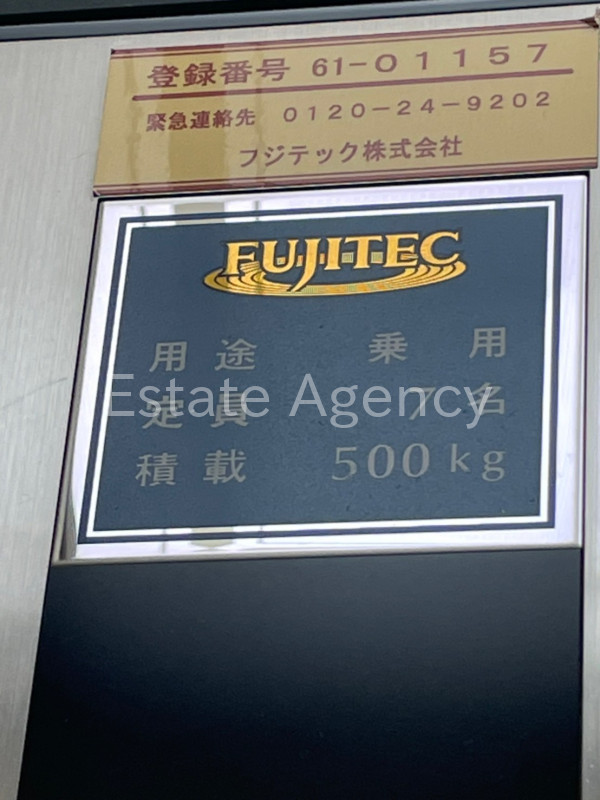 登録番号 61-01157
緊急連絡先 0120-24-9202
フジテック株式会社
FUJITEC
用途 乗用
定員 7名
Estate Agency
積載 500kg